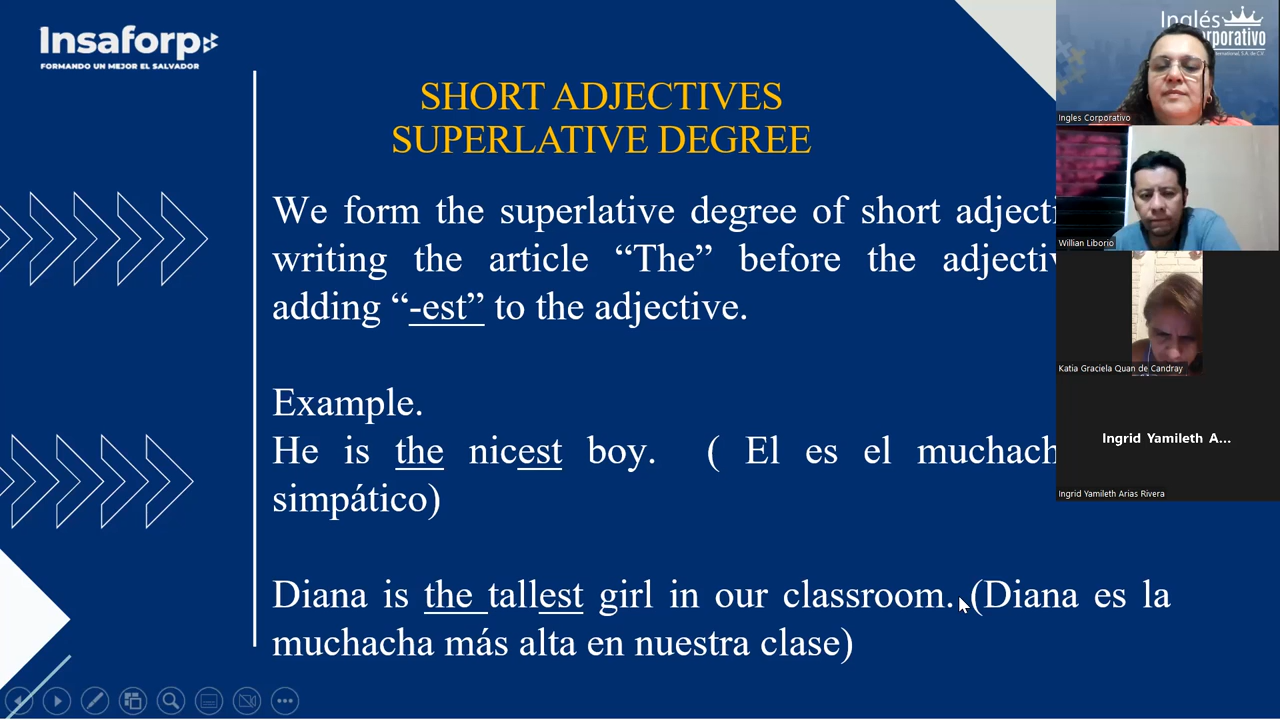 Insaforp
FORMANDO UN MEJOR EL SALVADOR
SHORT ADJECTIVES
SUPERLATIVE DEGREE
We form the superlative degree of short adjecti
writing the article “The” before the adjectiv
adding “-est” to the adjective.
Example.
He is the nicest boy. ( El es el muchach
simpático)
Diana is the tallest girl in our classroom. (Diana es la
muchacha más alta en nuestra clase)
Inglés
rporativo
Ingles Corporativo
Willian Liborio
Katia Graciela Quan de Candray
Ingrid Yamileth A...
Ingrid Yamileth Arias Rivera